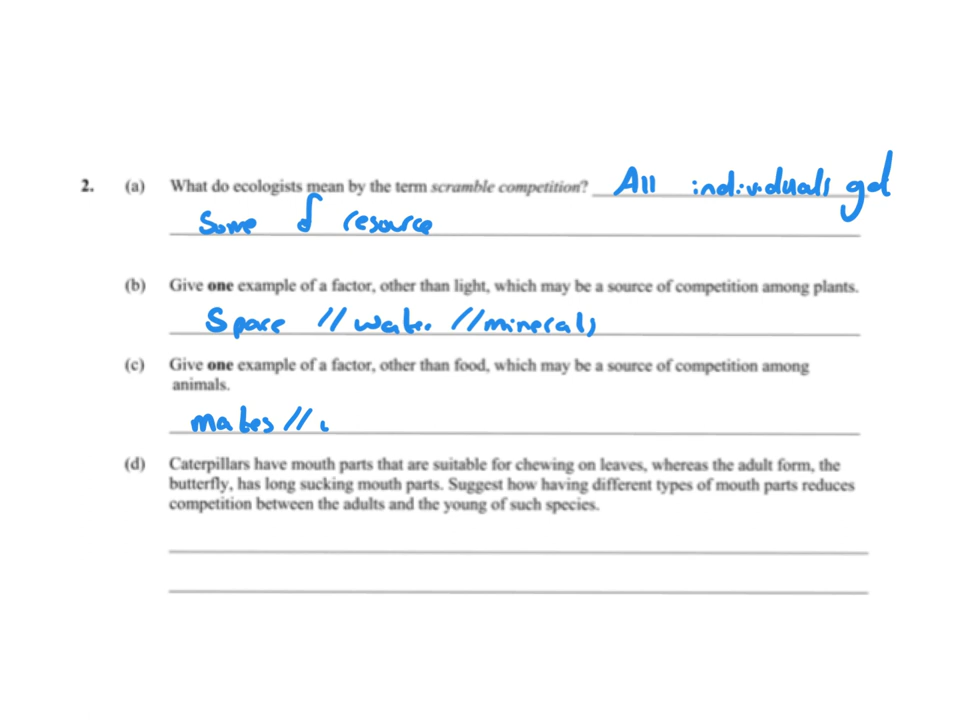 2. (a) What do ecologists mean by the term scramble competition? All individuals get
Some of resource
(b) Give one example of a factor, other than light, which may be a source of competition among plants.
Space // water // minerals
(c) Give one example of a factor, other than food, which may be a source of competition among
animals.
mates //
(d) Caterpillars have mouth parts that are suitable for chewing on leaves, whereas the adult form, the
butterfly, has long sucking mouth parts. Suggest how having different types of mouth parts reduces
competition between the adults and the young of such species.